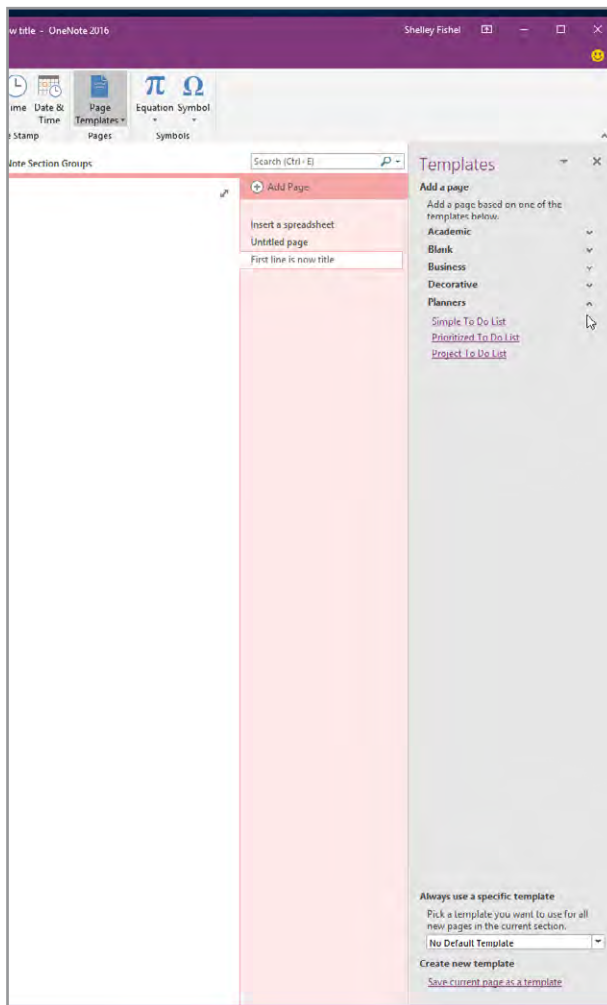 w title - OneNote 2016
Shelley Fishel
ime
Date &
Time
Page
Templates
Equation
Symbol
e Stamp
Pages
Symbols
Note Section Groups
Search (Ctrl+E)
Add Page
Insert a spreadsheet
Untitled page
First line is now title
Templates
Add a page
Add a page based on one of the
templates below.
Academic
Blank
Business
Decorative
Planners
Simple To Do List
Prioritized To Do List
Project To Do List
Always use a specific template
Pick a template you want to use for all
new pages in the current section.
No Default Template
Create new template
Save current page as a template